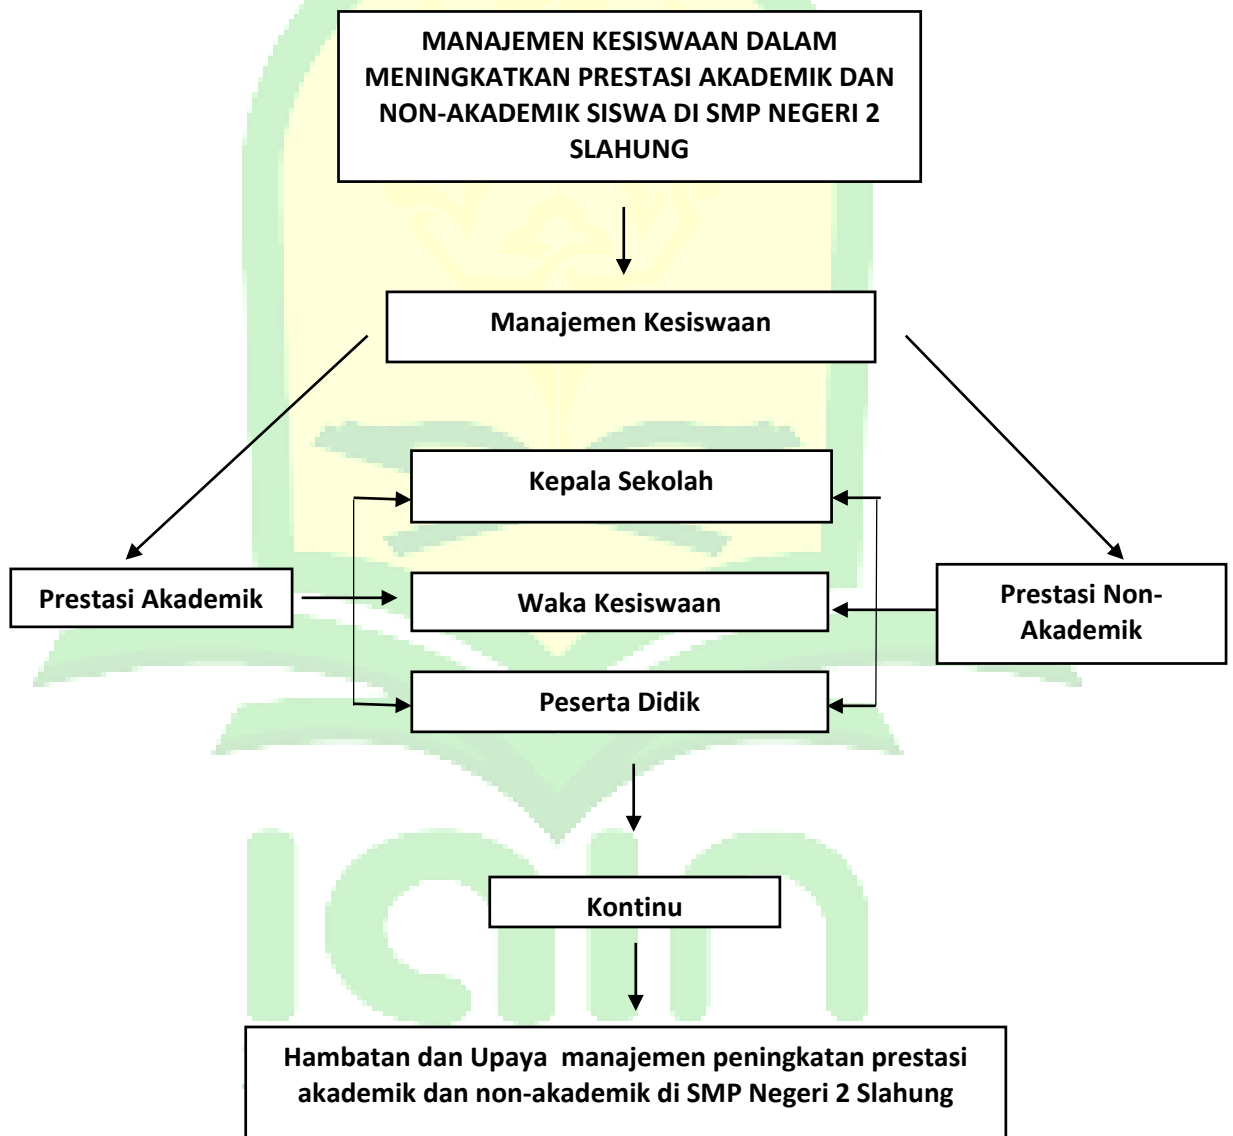 MANAJEMEN KESISWAAN DALAM
MENINGKATKAN PRESTASI AKADEMIK DAN
NON-AKADEMIK SISWA DI SMP NEGERI 2
SLAHUNG
Manajemen Kesiswaan
Kepala Sekolah
Prestasi Akademik
Waka Kesiswaan
Prestasi Non-
Akademik
Peserta Didik
Kontinu
iain
Hambatan dan Upaya  manajemen peningkatan prestasi
akademik dan non-akademik di SMP Negeri 2 Slahung